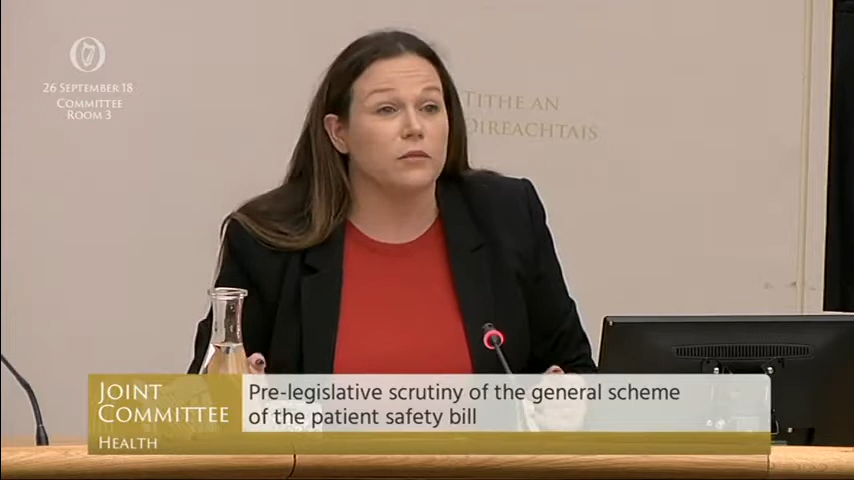 26 September 18
Committee
Room 3
Tithe an
Oireachtais
Joint
Committee
Health
Pre-legislative scrutiny of the general scheme
of the patient safety bill